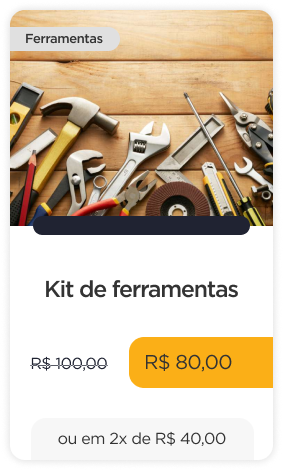 Ferramentas
Kit de ferramentas
R$ 100,00
R$ 80,00
ou em 2x de R$ 40,00